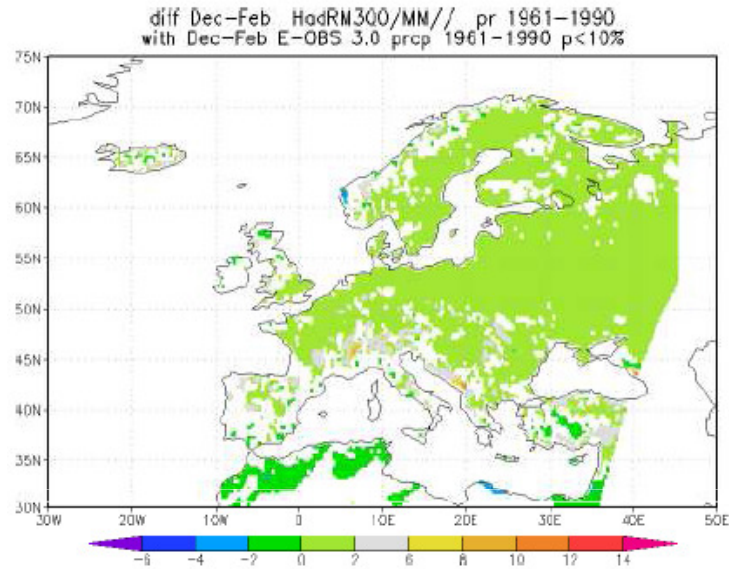 diff Dec-Feb HadRM3Q0/MM// pr 1961-1990
with Dec-Feb E-OBS 3.0 prcp 1961-1990 p<10%
75N
70N
65N
60N
55N
50N
45N
40N
35N
30N
30W 20W 10W 0 10E 20E 30E 40E 50E
-6 -4 -2 0 2 4 6 8 10 12 14